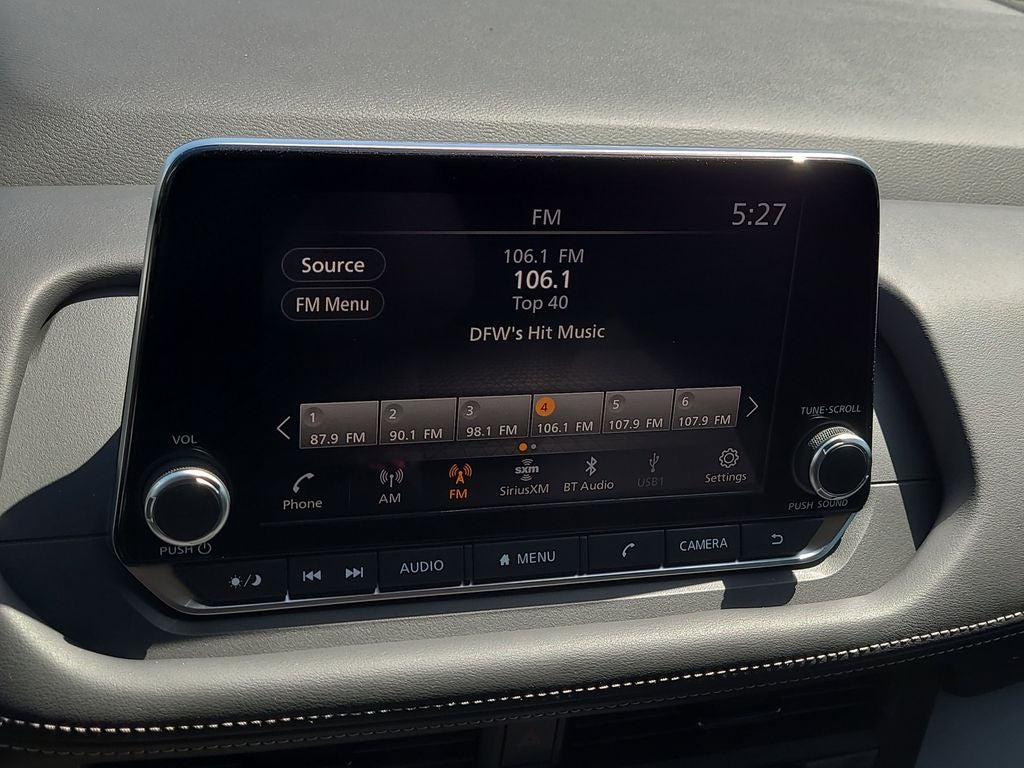 FM 5:27
Source
FM Menu
106.1 FM
106.1
Top 40
DFW's Hit Music
1 87.9 FM
2 90.1 FM
3 98.1 FM
4 106.1 FM
5 107.9 FM
6 107.9 FM
VOL
PUSH
TUNE·SCROLL
PUSH SOUND
Phone
AM
FM
sxm
SiriusXM
BT Audio
USB1
Settings
AUDIO
MENU
CAMERA